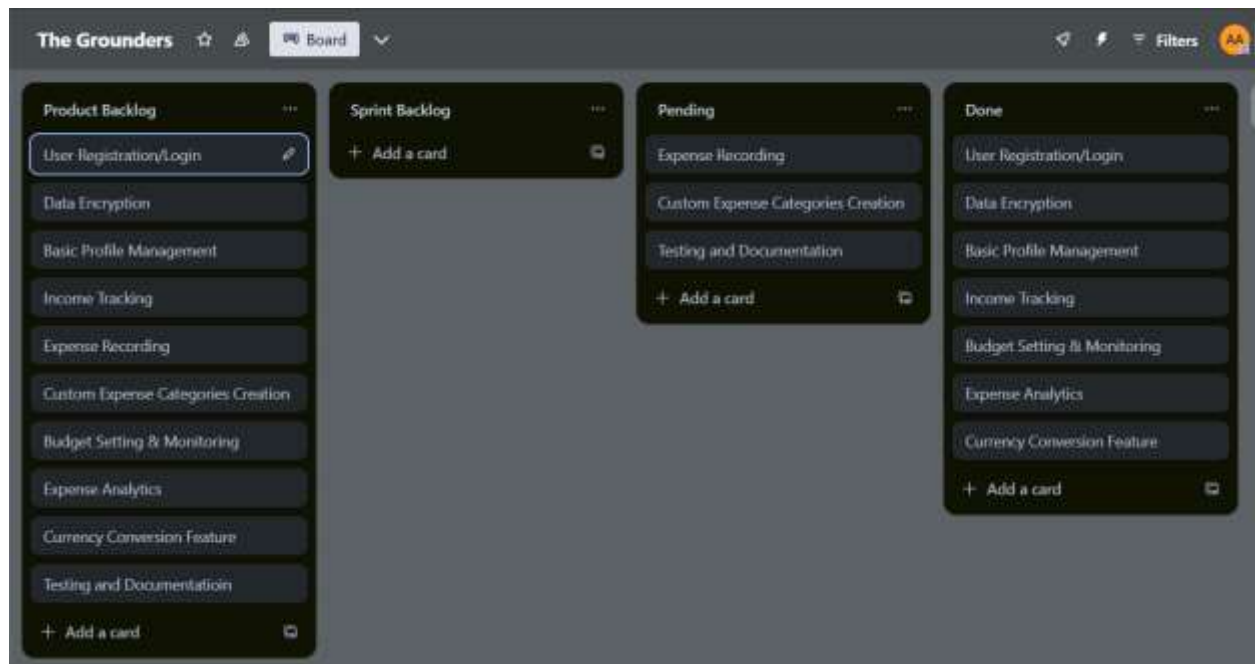 The Grounders
Board
Filters
AA
Product Backlog
User Registration/Login
Data Encryption
Basic Profile Management
Income Tracking
Expense Recording
Custom Expense Categories Creation
Budget Setting & Monitoring
Expense Analytics
Currency Conversion Feature
Testing and Documentatioin
+ Add a card
Sprint Backlog
+ Add a card
Pending
Expense Recording
Custom Expense Categories Creation
Testing and Documentation
+ Add a card
Done
User Registration/Login
Data Encryption
Basic Profile Management
Income Tracking
Budget Setting & Monitoring
Expense Analytics
Currency Conversion Feature
+ Add a card